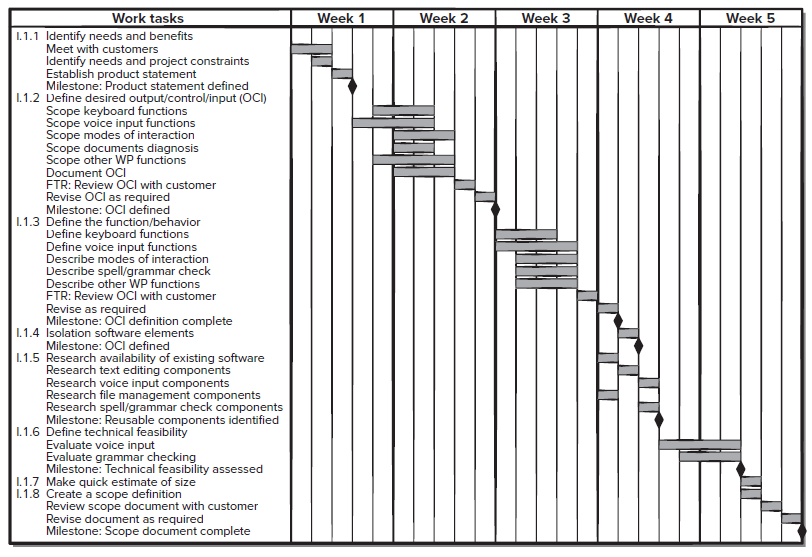 Work tasks Week 1 Week 2 Week 3 Week 4 Week 5
I.1.1 Identify needs and benefits
Meet with customers
Identify needs and project constraints
Establish product statement
Milestone: Product statement defined
I.1.2 Define desired output/control/input (OCI)
Scope keyboard functions
Scope voice input functions
Scope modes of interaction
Scope documents diagnosis
Scope other WP functions
Document OCI
FTR: Review OCI with customer
Revise OCI as required
Milestone: OCI defined
I.1.3 Define the function/behavior
Define keyboard functions
Define voice input functions
Describe modes of interaction
Describe spell/grammar check
Describe other WP functions
FTR: Review OCI with customer
Revise as required
Milestone: OCI definition complete
I.1.4 Isolation software elements
Milestone: OCI defined
I.1.5 Research availability of existing software
Research text editing components
Research voice input components
Research file management components
Research spell/grammar check components
Milestone: Reusable components identified
I.1.6 Define technical feasibility
Evaluate voice input
Evaluate grammar checking
Milestone: Technical feasibility assessed
I.1.7 Make quick estimate of size
I.1.8 Create a scope definition
Review scope document with customer
Revise document as required
Milestone: Scope document complete